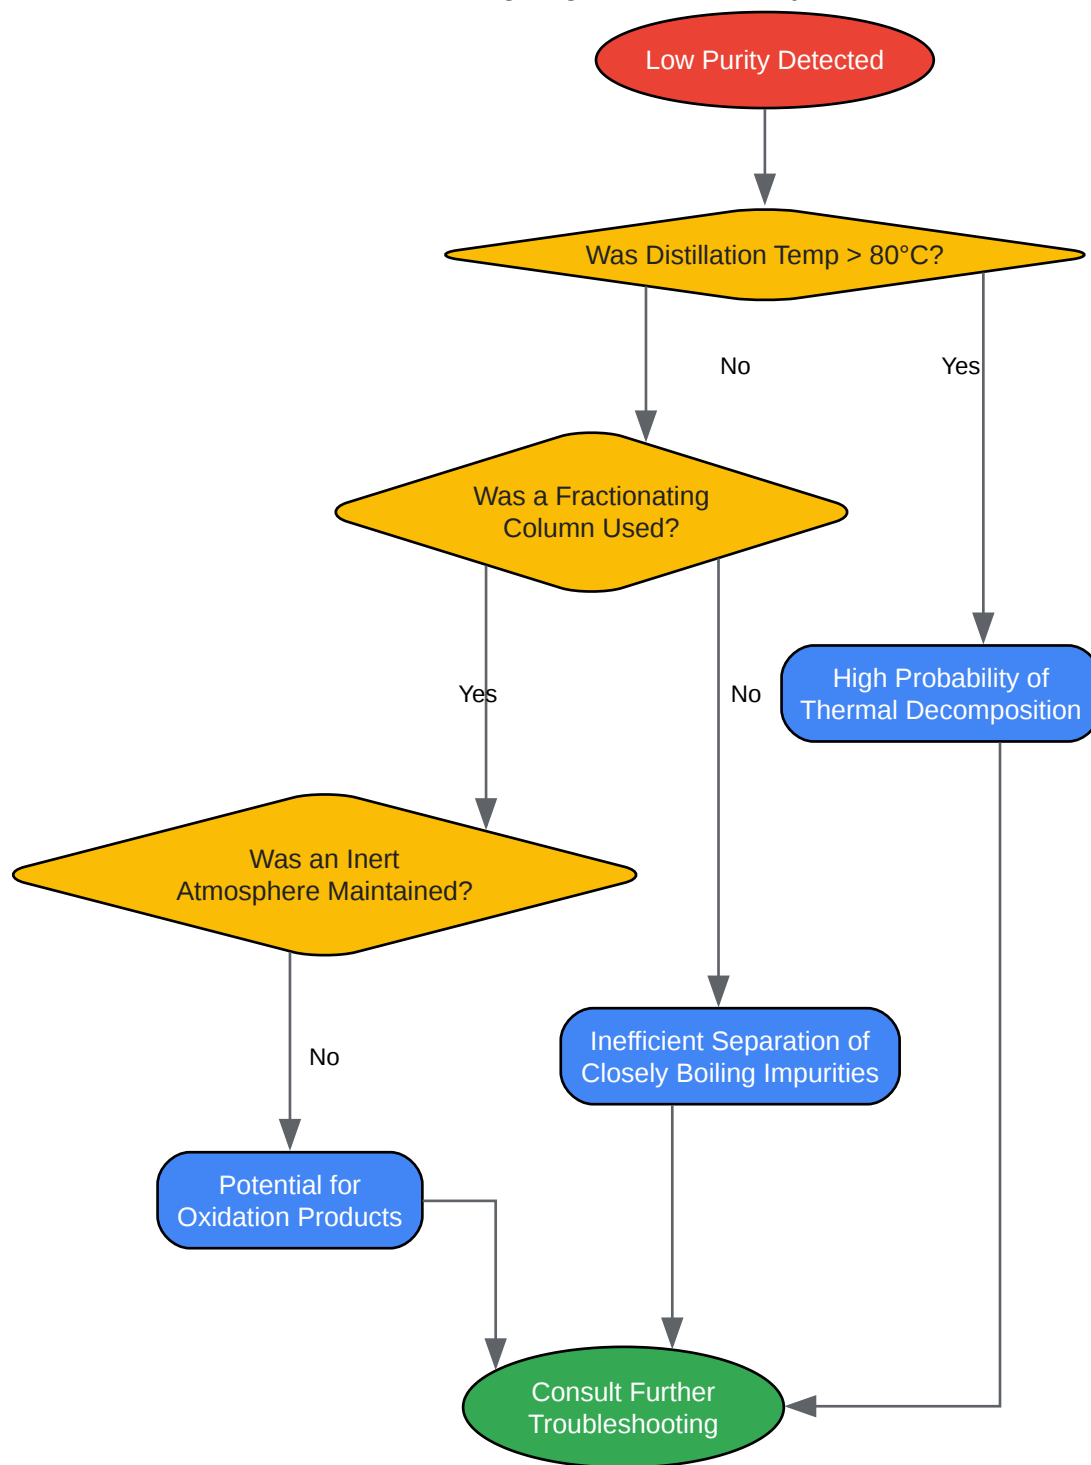 Low Purity Detected
Was Distillation Temp > 80°C?
No
Yes
Was a Fractionating
Column Used?
High Probability of
Thermal Decomposition
Yes
No
Was an Inert
Atmosphere Maintained?
Inefficient Separation of
Closely Boiling Impurities
No
Potential for
Oxidation Products
Consult Further
Troubleshooting